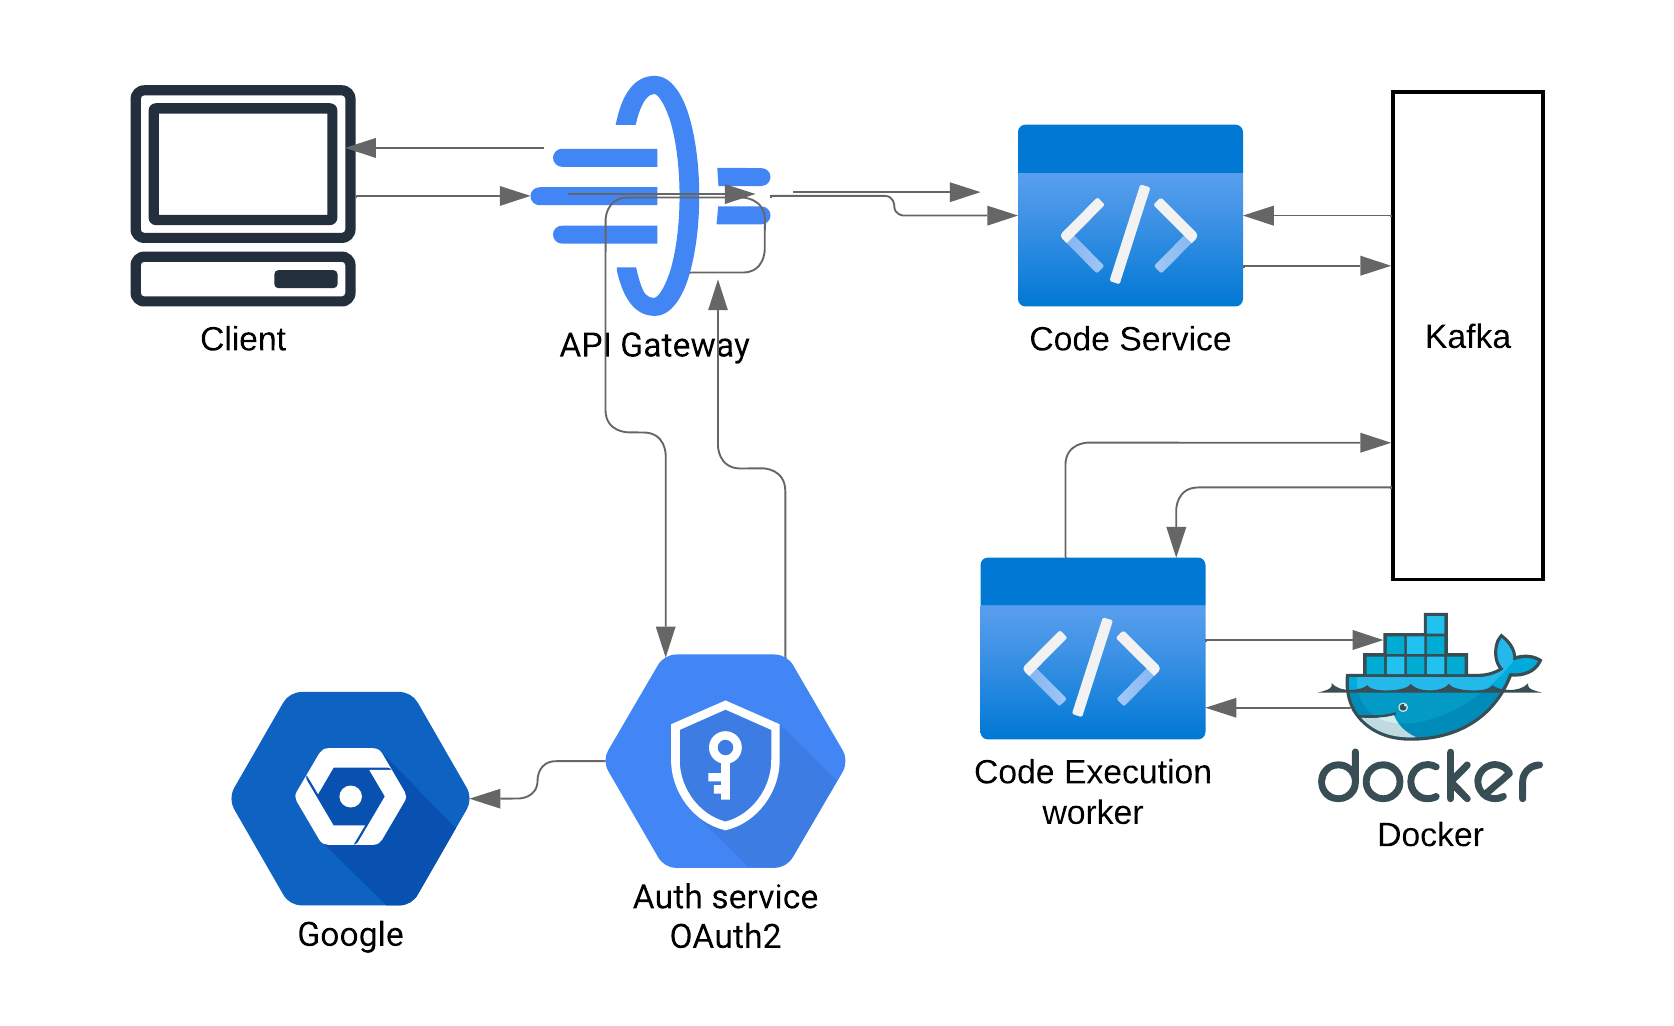 Client
API Gateway
Code Service
Kafka
Code Execution
worker
docker
Docker
Auth service
OAuth2
Google